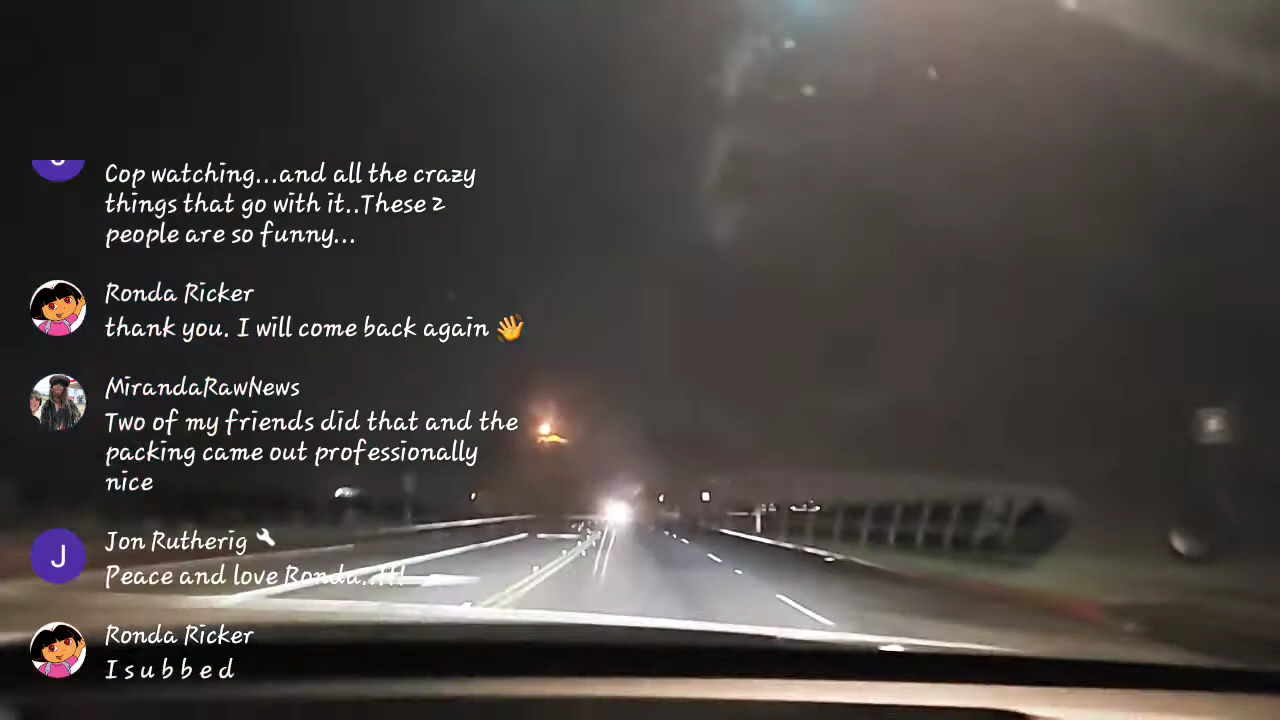 Cop watching...and all the crazy
things that go with it..These 2
people are so funny...
Ronda Ricker
thank you. I will come back again 👋
MirandaRawNews
Two of my friends did that and the
packing came out professionally
nice
J
Jon Rutherig 🔧
Peace and love Ronda..!!!
Ronda Ricker
I s u b b e d